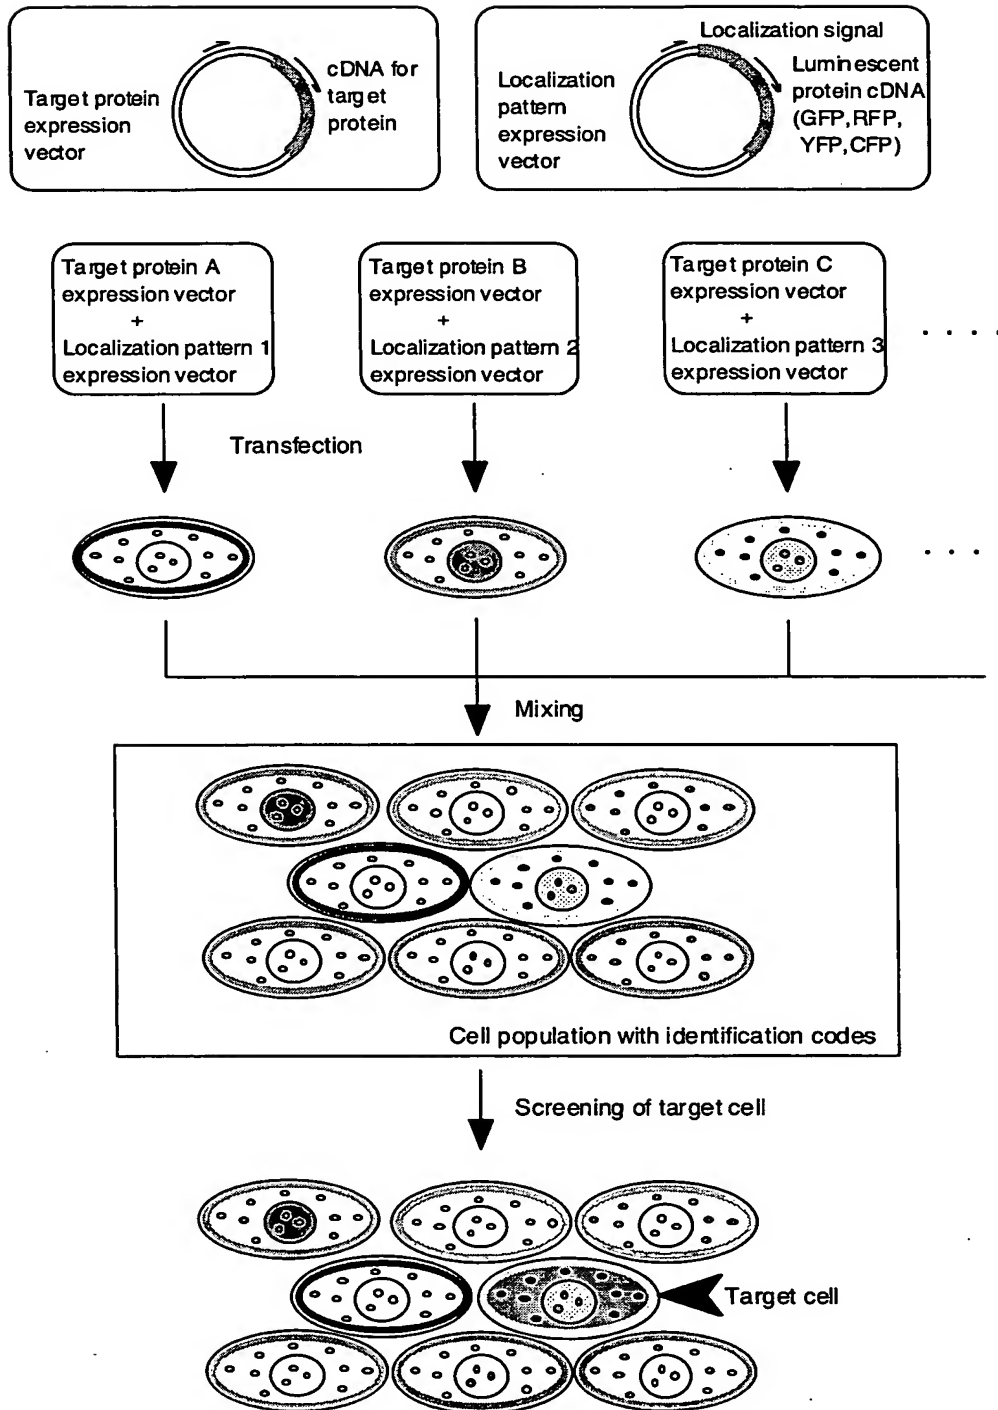 Target protein
expression
vector
cDNA for
target
protein
Localization signal
Localization
pattern
expression
vector
Luminescent
protein cDNA
(GFP,RFP,
YFP,CFP)
Target protein A
expression vector
+
Localization pattern 1
expression vector
Target protein B
expression vector
+
Localization pattern 2
expression vector
Target protein C
expression vector
+
Localization pattern 3
expression vector
. . . .
Transfection
. . . .
Mixing
Cell population with identification codes
Screening of target cell
Target cell